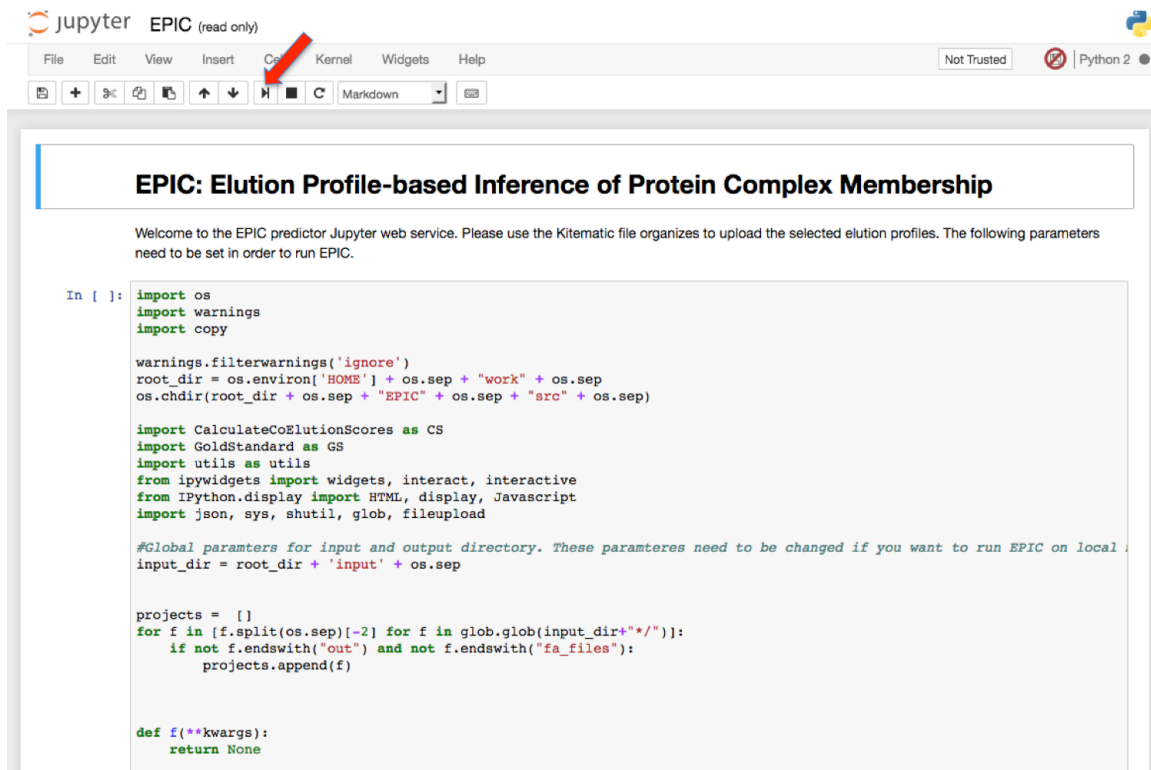 jupyter EPIC (read only)
File Edit View Insert Kernel Widgets Help Not Trusted Python 2
Markdown
EPIC: Elution Profile-based Inference of Protein Complex Membership
Welcome to the EPIC predictor Jupyter web service. Please use the Kitematic file organizes to upload the selected elution profiles. The following parameters
need to be set in order to run EPIC.
In [ ]: import os
import warnings
import copy
warnings.filterwarnings('ignore')
root_dir = os.environ['HOME'] + os.sep + "work" + os.sep
os.chdir(root_dir + os.sep + "EPIC" + os.sep + "src" + os.sep)
import CalculateCoElutionScores as CS
import GoldStandard as GS
import utils as utils
from ipywidgets import widgets, interact, interactive
from IPython.display import HTML, display, Javascript
import json, sys, shutil, glob, fileupload
#Global paramters for input and output directory. These paramteres need to be changed if you want to run EPIC on local
input_dir = root_dir + 'input' + os.sep
projects = []
for f in [f.split(os.sep)[-2] for f in glob.glob(input_dir+"*/")]:
    if not f.endswith("out") and not f.endswith("fa_files"):
        projects.append(f)
def f(**kwargs):
    return None